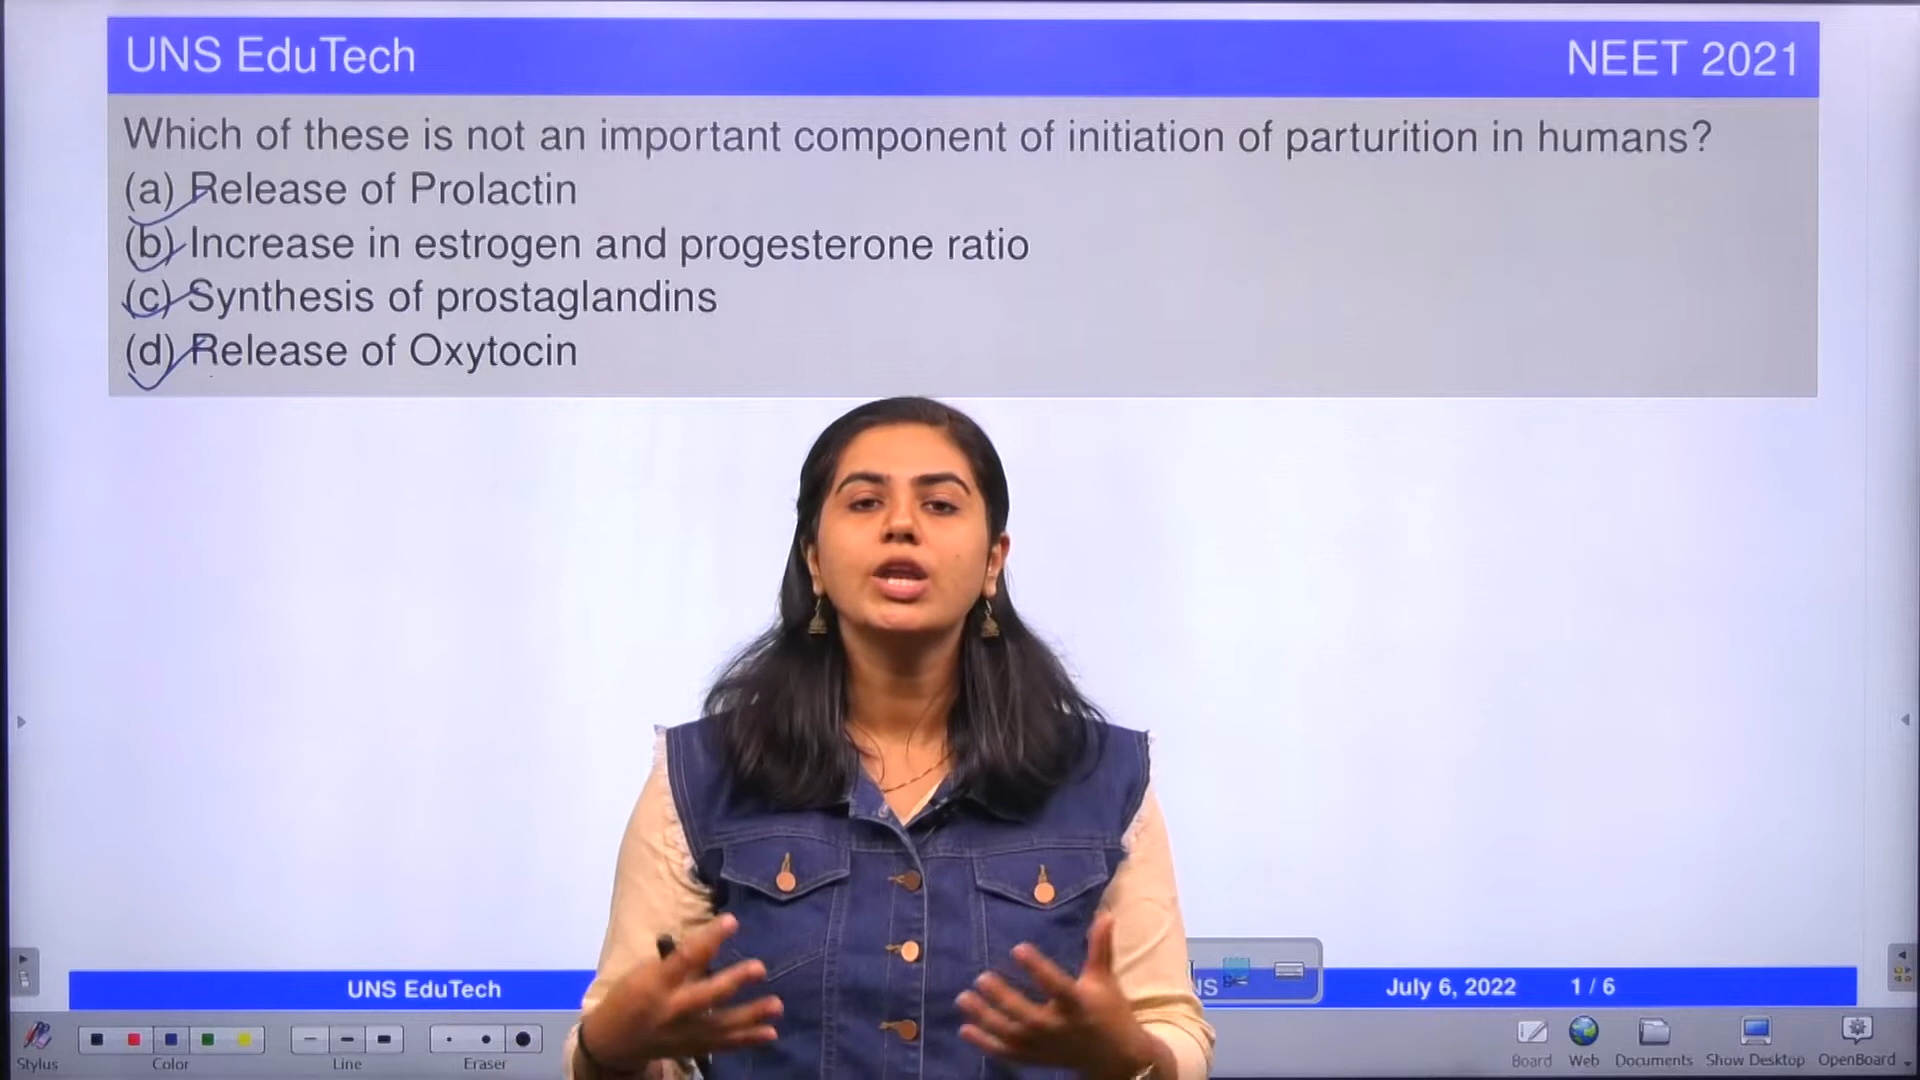 UNS EduTech NEET 2021
Which of these is not an important component of initiation of parturition in humans?
(a) Release of Prolactin
(b) Increase in estrogen and progesterone ratio
(c) Synthesis of prostaglandins
(d) Release of Oxytocin
UNS EduTech July 6, 2022 1 / 6
Stylus Color Line Eraser Board Web Documents Show Desktop OpenBoard